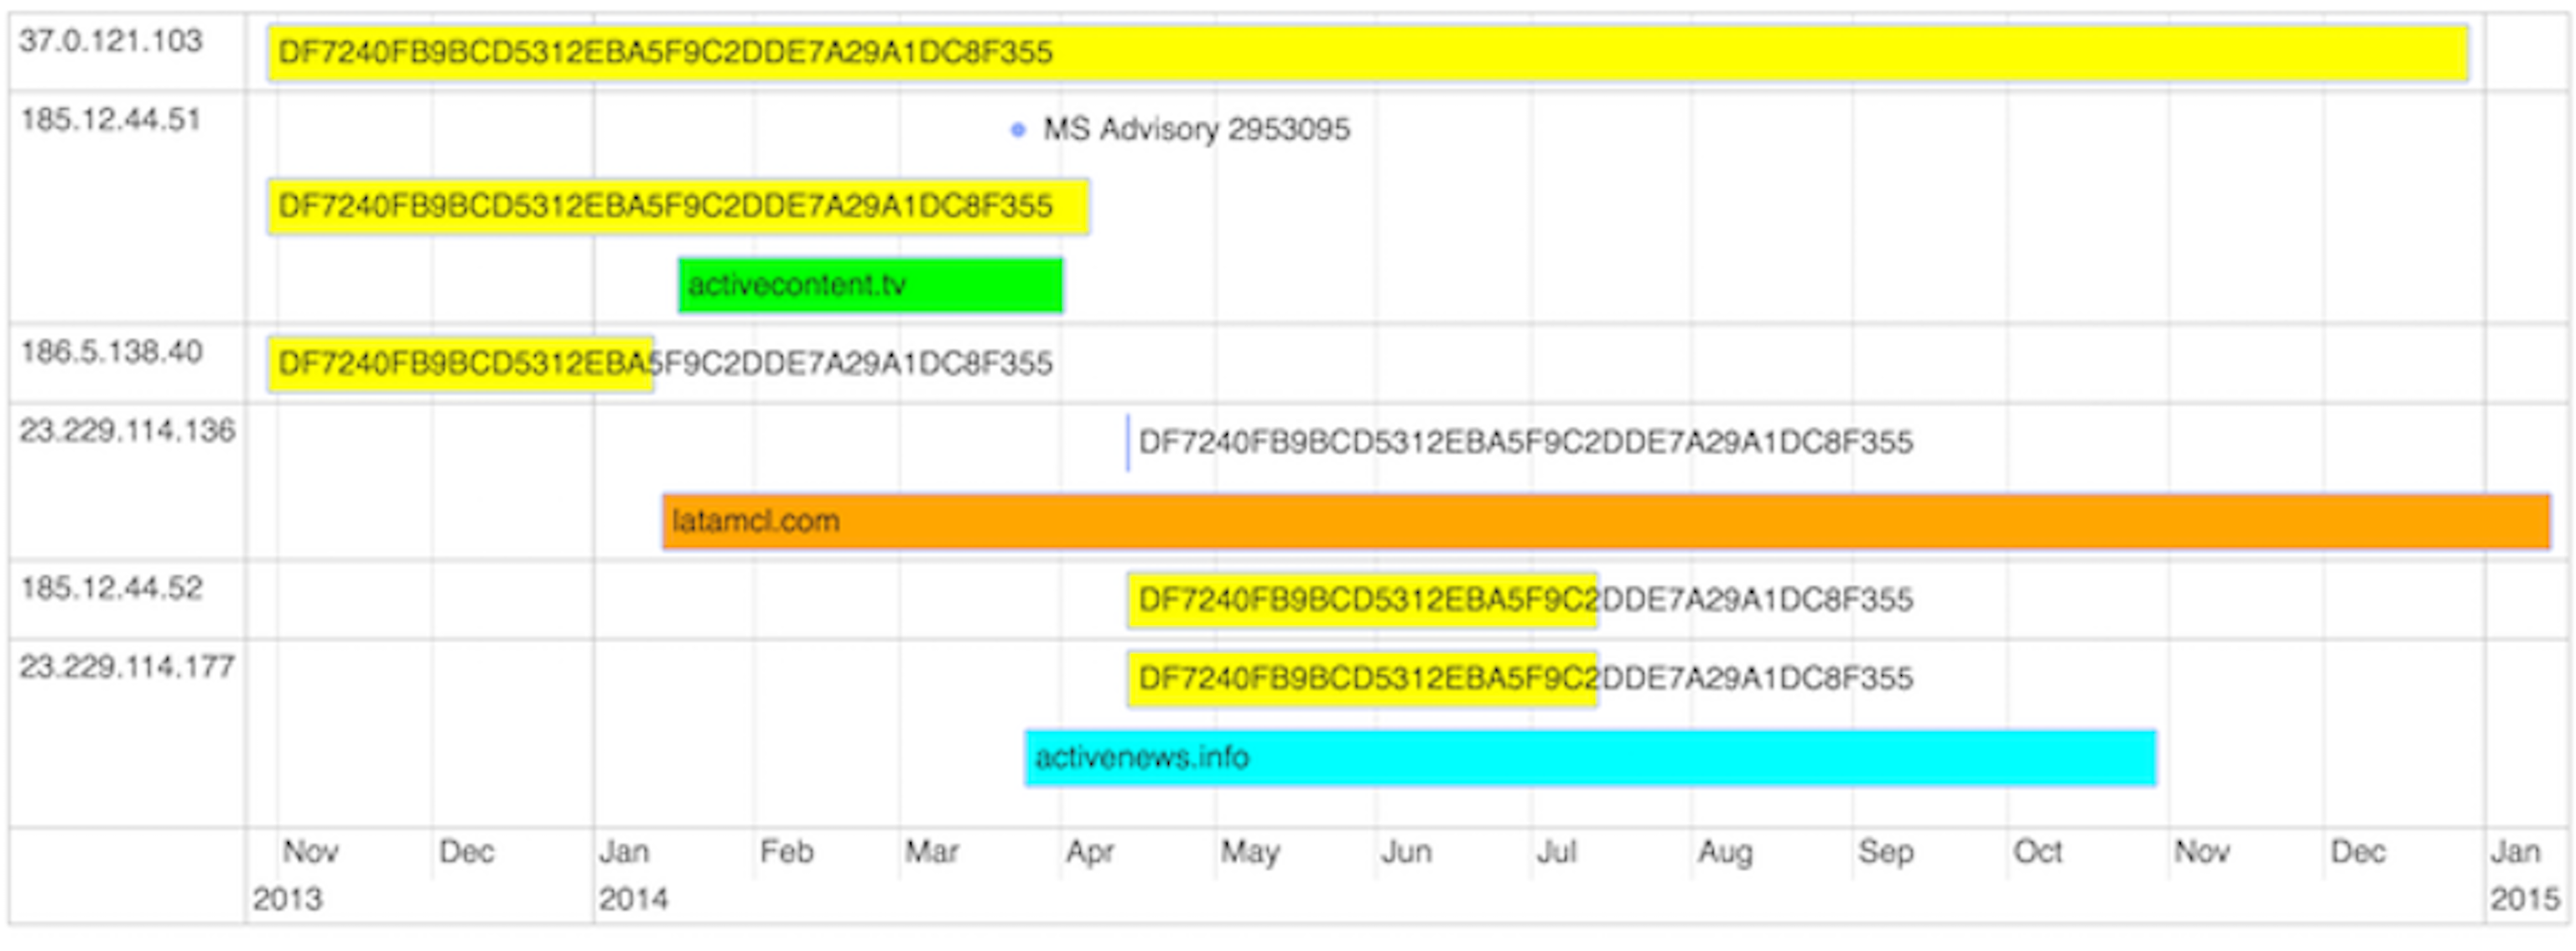 37.0.121.103
DF7240FB9BCD5312EBA5F9C2DDE7A29A1DC8F355
185.12.44.51
MS Advisory 2953095
DF7240FB9BCD5312EBA5F9C2DDE7A29A1DC8F355
activecontent.tv
186.5.138.40
DF7240FB9BCD5312EBA5F9C2DDE7A29A1DC8F355
23.229.114.136
DF7240FB9BCD5312EBA5F9C2DDE7A29A1DC8F355
latamcl.com
185.12.44.52
DF7240FB9BCD5312EBA5F9C2DDE7A29A1DC8F355
23.229.114.177
DF7240FB9BCD5312EBA5F9C2DDE7A29A1DC8F355
activenews.info
Nov Dec Jan Feb Mar Apr May Jun Jul Aug Sep Oct Nov Dec Jan
2013 2014 2015